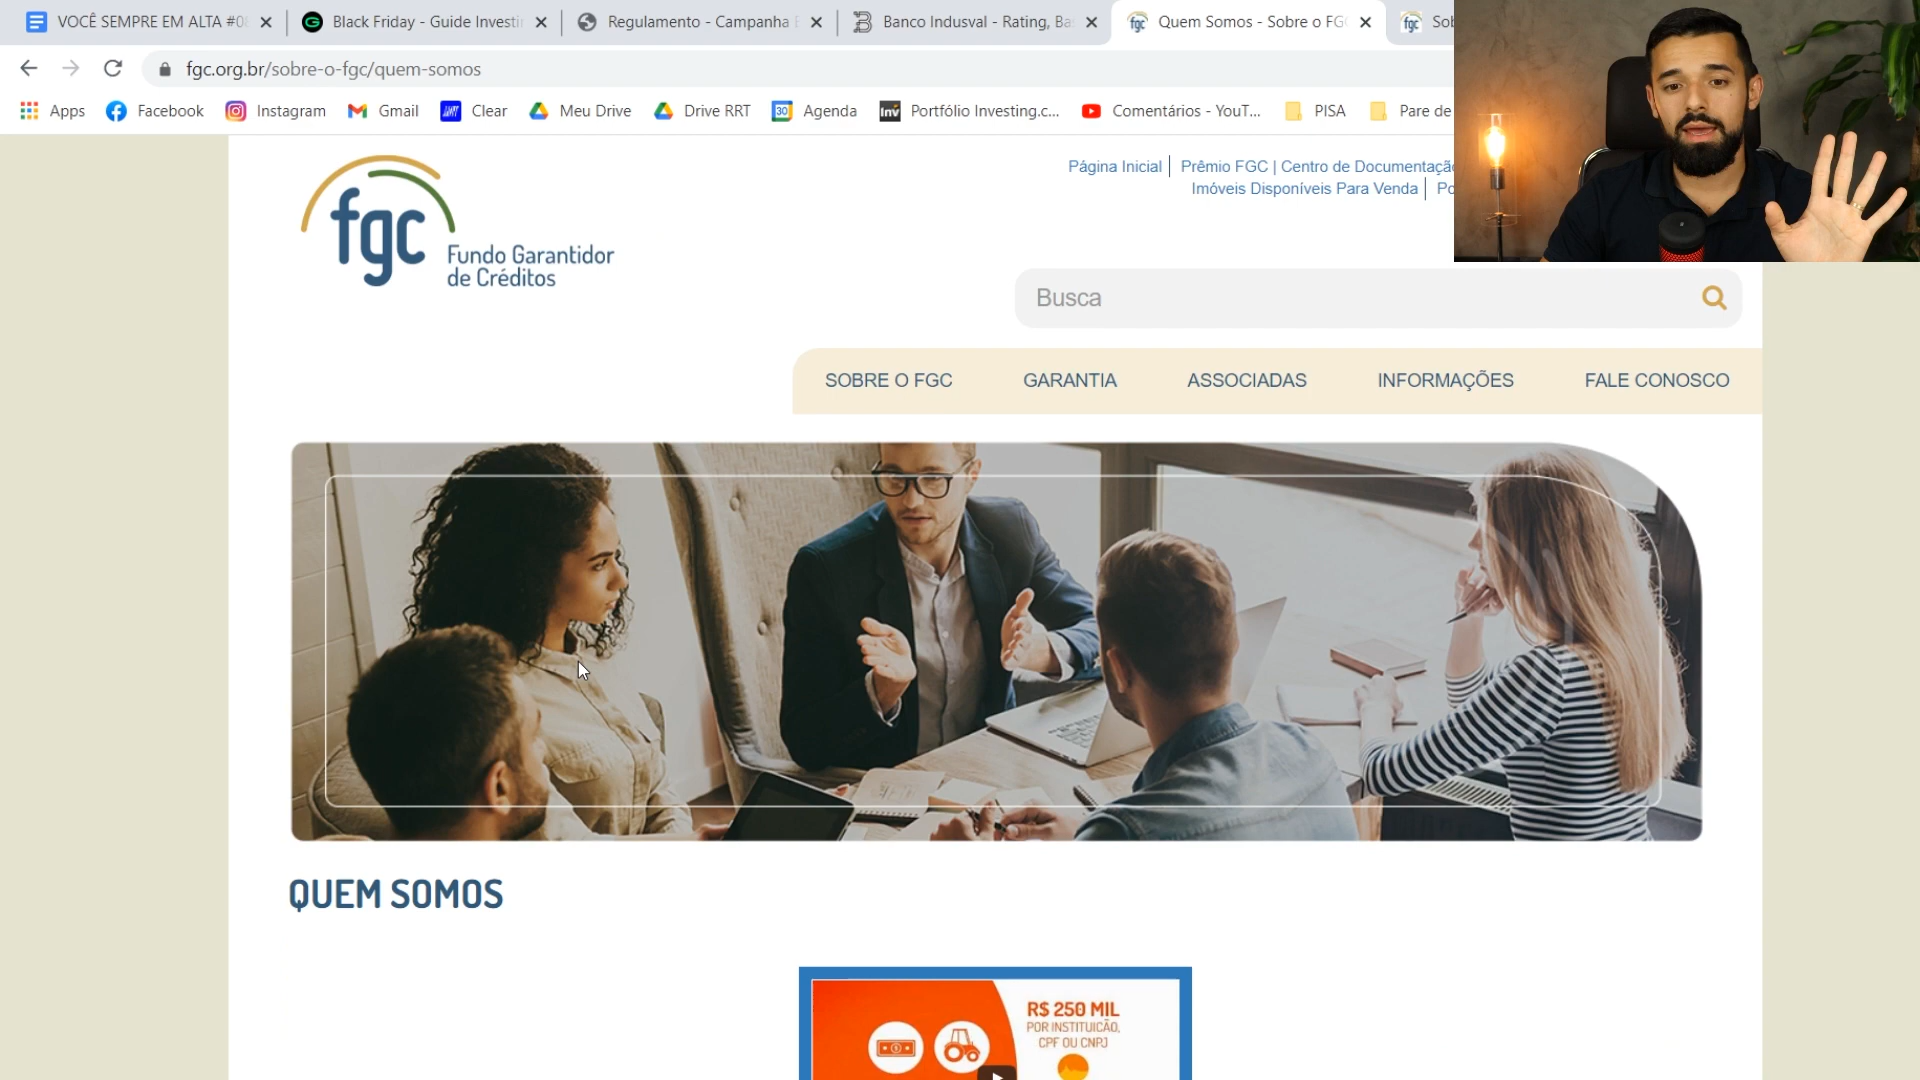 VOCÊ SEMPRE EM ALTA #0
Black Friday - Guide Investi
Regulamento - Campanha
Banco Indusval - Rating, Ba
Quem Somos - Sobre o FG
fgc.org.br/sobre-o-fgc/quem-somos
Apps
Facebook
Instagram
Gmail
Clear
Meu Drive
Drive RRT
30
Agenda
Inv
Portfólio Investing.c...
Comentários - YouT...
PISA
Pare de
fgc
Fundo Garantidor
de Créditos
Página Inicial
Prêmio FGC | Centro de Documentaçã
Imóveis Disponíveis Para Venda
Busca
SOBRE O FGC
GARANTIA
ASSOCIADAS
INFORMAÇÕES
FALE CONOSCO
QUEM SOMOS
R$ 250 MIL
POR INSTITUIÇÃO,
CPF OU CNPJ